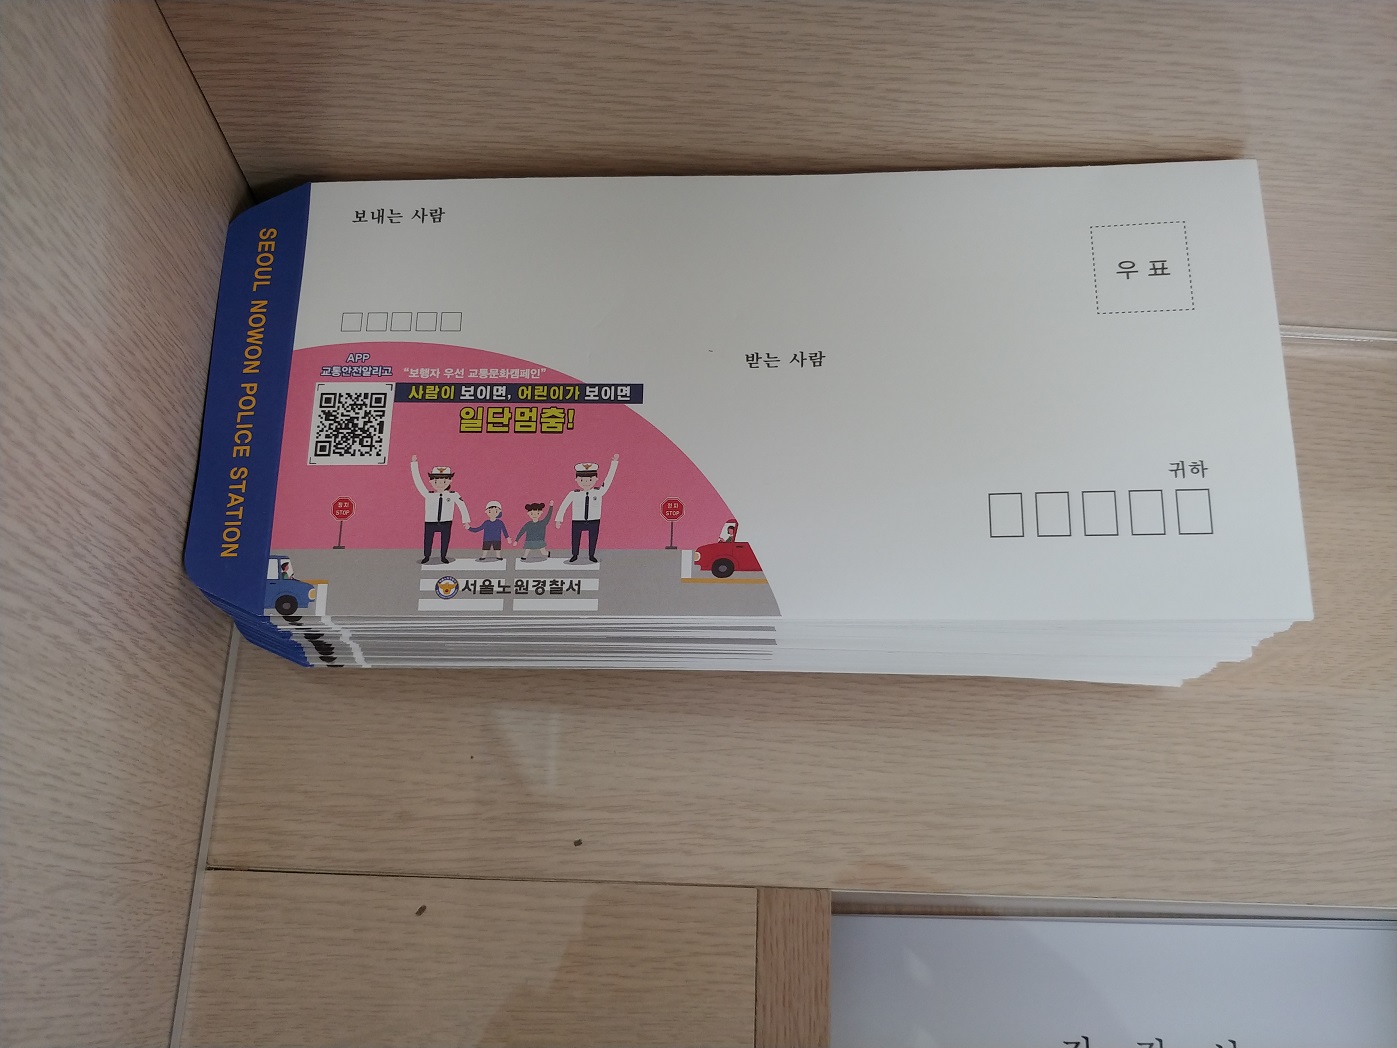 SEOUL NOWON POLICE STATION
보내는 사람
우 표
APP
교통안전알리고
"보행자 우선 교통문화캠페인"
사람이 보이면, 어린이가 보이면
일단멈춤!
받는 사람
귀하
정지
STOP
정지
STOP
서울노원경찰서